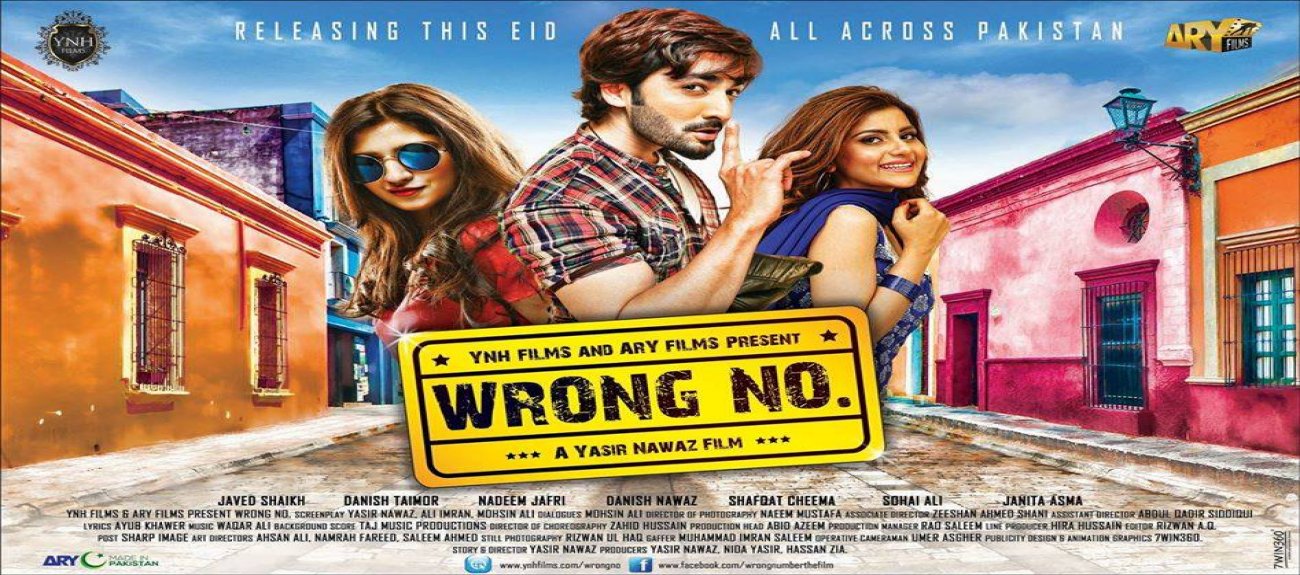 YNH
FILMS
RELEASING THIS EID
ALL ACROSS PAKISTAN
ARY
FILMS
YNH FILMS AND ARY FILMS PRESENT
WRONG NO.
A YASIR NAWAZ FILM
JAVED SHAIKH DANISH TAIMOR NADEEM JAFRI DANISH NAWAZ SHAFQAT CHEEMA SOHAI ALI JANITA ASMA
YNH FILMS & ARY FILMS PRESENT WRONG NO. SCREENPLAY YASIR NAWAZ, ALI IMRAN, MOHSIN ALI DIALOGUES MOHSIN ALI DIRECTOR OF PHOTOGRAPHY NAEEM MUSTAFA ASSOCIATE DIRECTOR ZEESHAN AHMED SHANI ASSISTANT DIRECTOR ABDUL QADIR SIDDIQUI
LYRICS AYUB KHAWER MUSIC WAQAR ALI BACKGROUND SCORE TAJ MUSIC PRODUCTIONS DIRECTOR OF CHOREOGRAPHY ZAHID HUSSAIN PRODUCTION HEAD ABID AZEEM PRODUCTION MANAGER RAO SALEEM LINE PRODUCER HIRA HUSSAIN EDITOR RIZWAN A.Q.
POST SHARP IMAGE ART DIRECTORS AHSAN ALI, NAMRAH FAREED, SALEEM AHMED STILL PHOTOGRAPHY RIZWAN UL HAQ GAFFER MUHAMMAD IMRAN SALEEM OPERATIVE CAMERAMAN UMER ASGHER PUBLICITY DESIGN & ANIMATION GRAPHICS 7WIN360.
STORY & DIRECTOR YASIR NAWAZ PRODUCERS YASIR NAWAZ, NIDA YASIR, HASSAN ZIA.
ARY MADE IN
PAKISTAN
www.ynhfilms.com/wrongno
www.facebook.com/wrongnumberthefilm
7WIN360